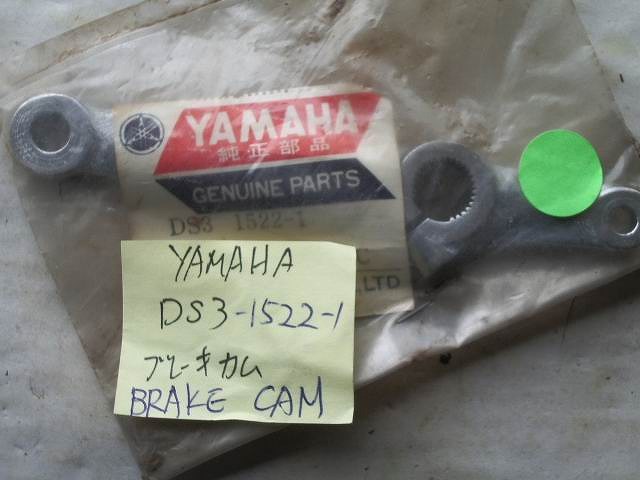 YAMAHA
純正部品
GENUINE PARTS
DS3 1522-1
C
.,LTD
YAMAHA
DS3-1522-1
ブレーキカム
BRAKE CAM